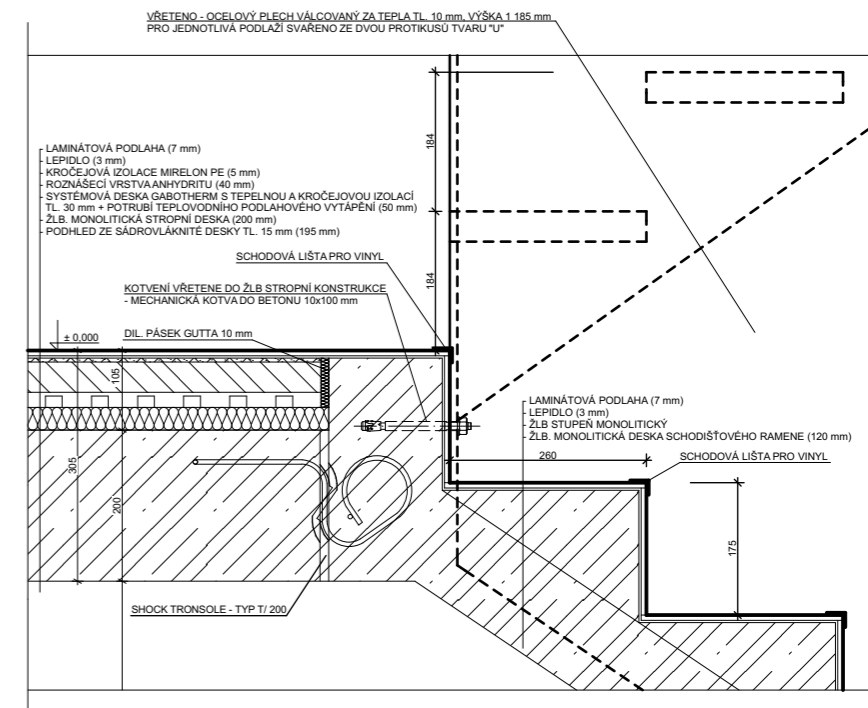 VŘETENO - OCELOVÝ PLECH VÁLCOVANÝ ZA TEPLA TL. 10 mm, VÝŠKA 1 185 mm
PRO JEDNOTLIVÁ PODLAŽÍ SVAŘENO ZE DVOU PROTIKUSŮ TVARU "U"
184
- LAMINÁTOVÁ PODLAHA (7 mm)
- LEPIDLO (3 mm)
- KROČEJOVÁ IZOLACE MIRELON PE (5 mm)
- ROZNÁŠECÍ VRSTVA ANHYDRITU (40 mm)
- SYSTÉMOVÁ DESKA GABOTHERM S TEPELNOU A KROČEJOVOU IZOLACÍ
TL. 30 mm + POTRUBÍ TEPLOVODNÍHO PODLAHOVÉHO VYTÁPĚNÍ (50 mm)
- ŽLB. MONOLITICKÁ STROPNÍ DESKA (200 mm)
- PODHLED ZE SÁDROVLÁKNITÉ DESKY TL. 15 mm (195 mm)
SCHODOVÁ LIŠTA PRO VINYL
184
KOTVENÍ VŘETENE DO ŽLB STROPNÍ KONSTRUKCE
- MECHANICKÁ KOTVA DO BETONU 10x100 mm
± 0,000
DIL. PÁSEK GUTTA 10 mm
105
- LAMINÁTOVÁ PODLAHA (7 mm)
- LEPIDLO (3 mm)
- ŽLB STUPEŇ MONOLITICKÝ
- ŽLB. MONOLITICKÁ DESKA SCHODIŠŤOVÉHO RAMENE (120 mm)
260
SCHODOVÁ LIŠTA PRO VINYL
305
200
175
SHOCK TRONSOLE - TYP T/ 200